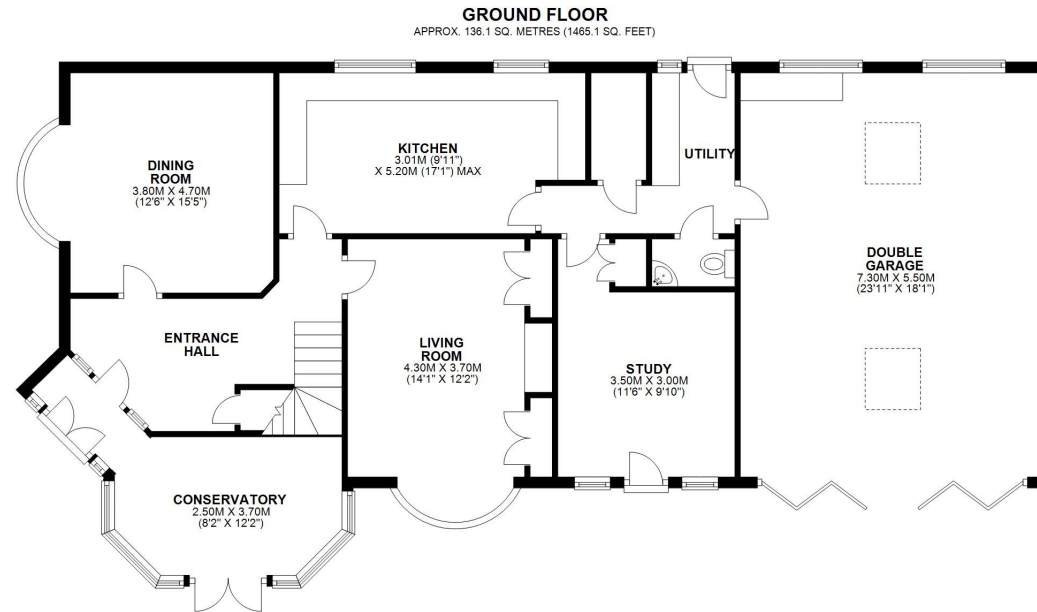 GROUND FLOOR
APPROX. 136.1 SQ. METRES (1465.1 SQ. FEET)
DINING
ROOM
3.80M X 4.70M
(12'6" X 15'5")
KITCHEN
3.01M (9'11")
X 5.20M (17'1") MAX
UTILITY
DOUBLE
GARAGE
7.30M X 5.50M
(23'11" X 18'1")
ENTRANCE
HALL
LIVING
ROOM
4.30M X 3.70M
(14'1" X 12'2")
STUDY
3.50M X 3.00M
(11'6" X 9'10")
CONSERVATORY
2.50M X 3.70M
(8'2" X 12'2")